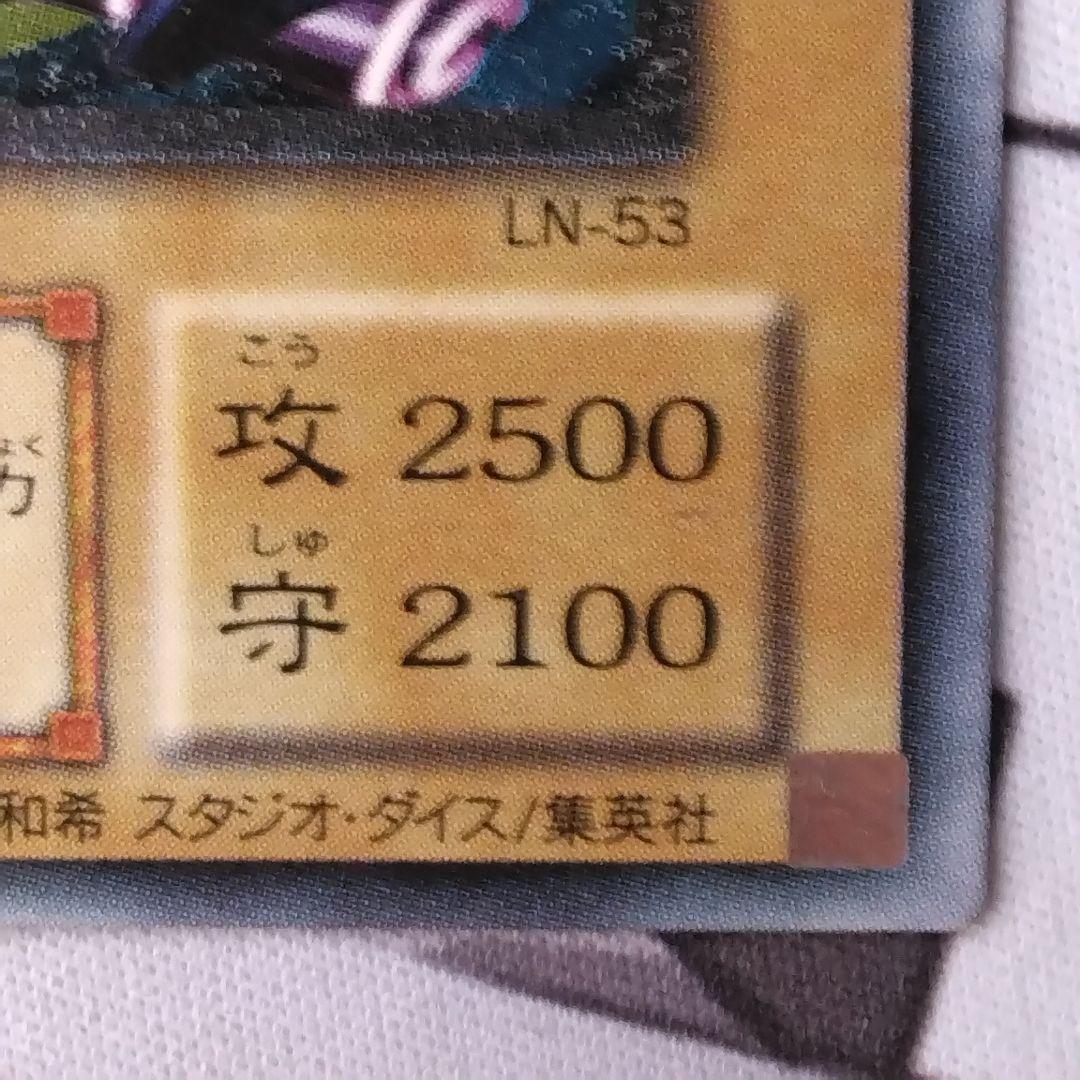 LN-53
こう
攻 2500
しゅ
守 2100
和希 スタジオ・ダイス/集英社